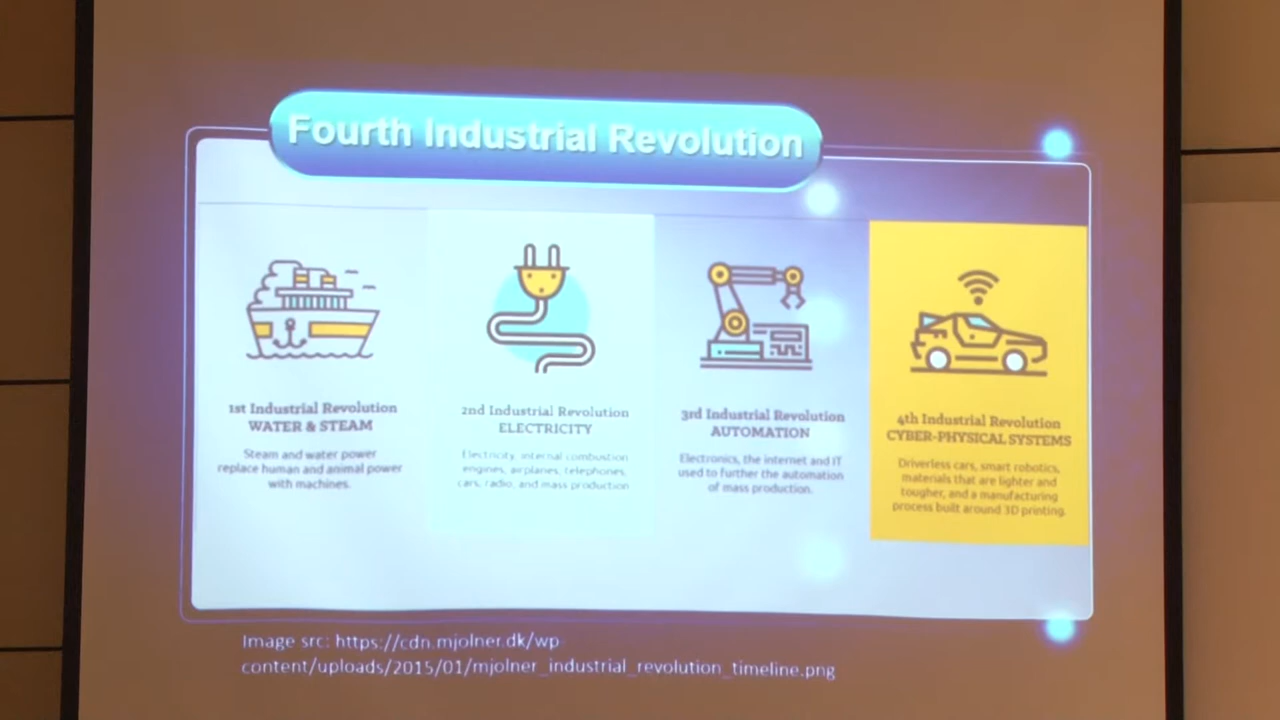 Fourth Industrial Revolution
1st Industrial Revolution
WATER & STEAM
Steam and water power
replace human and animal power
with machines.
2nd Industrial Revolution
ELECTRICITY
Electricity, internal combustion
engines, airplanes, telephones,
cars, radio, and mass production
3rd Industrial Revolution
AUTOMATION
Electronics, the internet and IT
used to further the automation
of mass production.
4th Industrial Revolution
CYBER-PHYSICAL SYSTEMS
Driverless cars, smart robotics,
materials that are lighter and
tougher, and a manufacturing
process built around 3D printing.
Image src: https://cdn.mjolner.dk/wp
content/uploads/2015/01/mjolner_industrial_revolution_timeline.png